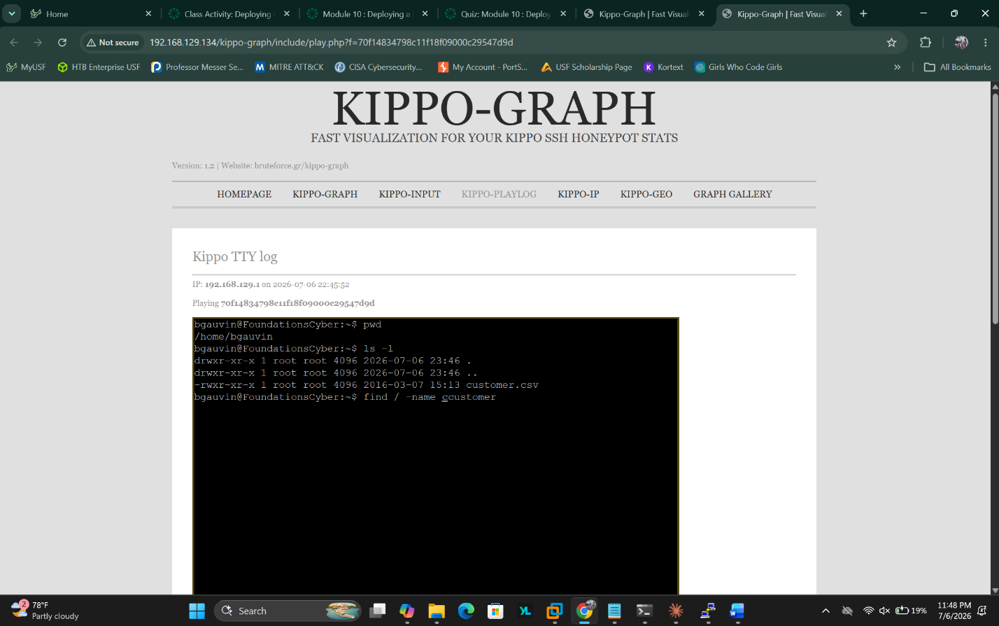 Home
Class Activity: Deploying
Module 10 : Deploying a
Quiz: Module 10 : Deploy
Kippo-Graph | Fast Visual
Kippo-Graph | Fast Visual
Not secure
192.168.129.134/kippo-graph/include/play.php?f=70f14834798c11f18f09000c29547d9d
MyUSF
HTB Enterprise USF
Professor Messer Se...
MITRE ATT&CK
CISA Cybersecurity...
My Account - PortS...
USF Scholarship Page
Kortext
Girls Who Code Girls
»
All Bookmarks
KIPPO-GRAPH
FAST VISUALIZATION FOR YOUR KIPPO SSH HONEYPOT STATS
Version: 1.2 | Website: bruteforce.gr/kippo-graph
HOMEPAGE KIPPO-GRAPH KIPPO-INPUT KIPPO-PLAYLOG KIPPO-IP KIPPO-GEO GRAPH GALLERY
Kippo TTY log
IP: 192.168.129.1 on 2026-07-06 22:45:52
Playing 70f14834798c11f18f09000c29547d9d
bgauvin@FoundationsCyber:~$ pwd
/home/bgauvin
bgauvin@FoundationsCyber:~$ ls -l
drwxr-xr-x 1 root root 4096 2026-07-06 23:46 .
drwxr-xr-x 1 root root 4096 2026-07-06 23:46 ..
-rwxr-xr-x 1 root root 4096 2016-03-07 15:13 customer.csv
bgauvin@FoundationsCyber:~$ find / -name ccustomer
2
78°F
Partly cloudy
Search
YL
19%
11:48 PM
7/6/2026